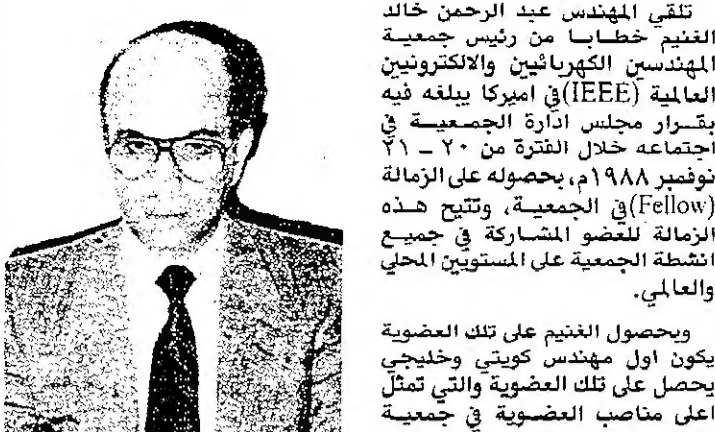 تلقي المهندس عبد الرحمن خالد
الغنيم خطابا من رئيس جمعية
المهندسين الكهربائيين والالكترونيين
العالمية (IEEE)في اميركا يبلغه فيه
بقرار مجلس ادارة الجمعية في
اجتماعه خلال الفترة من ٢٠ ــ ٢١
نوفمبر ١٩٨٨م، بحصوله على الزمالة
(Fellow)في الجمعية، وتتيح هذه
الزمالة للعضو المشاركة في جميع
انشطة الجمعية على المستويين المحلي
والعالمي.
وبحصول الغنيم على تلك العضوية
يكون اول مهندس كويتي وخليجي
يحصل على تلك العضوية والتي تمثل
اعلى مناصب العضوية في جمعية